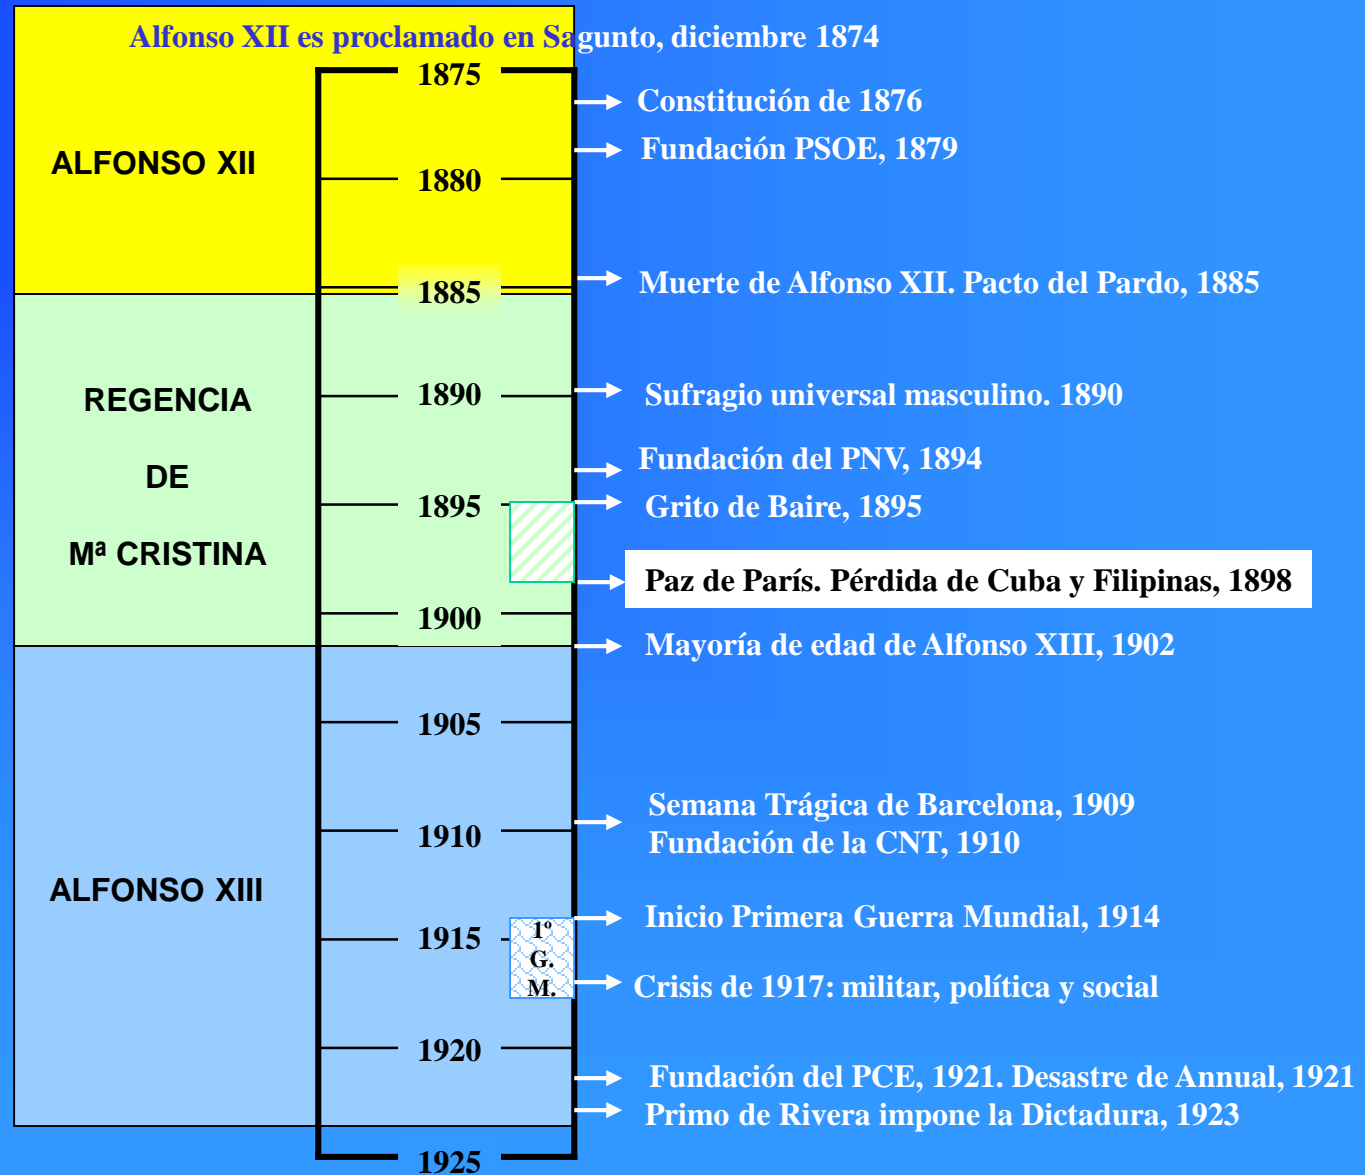 Alfonso XII es proclamado en Sagunto, diciembre 1874
1875
Constitución de 1876
Fundación PSOE, 1879
ALFONSO XII
1880
Muerte de Alfonso XII. Pacto del Pardo, 1885
1885
REGENCIA
DE
Mª CRISTINA
1890
Sufragio universal masculino. 1890
Fundación del PNV, 1894
1895
Grito de Baire, 1895
Paz de París. Pérdida de Cuba y Filipinas, 1898
1900
Mayoría de edad de Alfonso XIII, 1902
1905
Semana Trágica de Barcelona, 1909
1910
Fundación de la CNT, 1910
ALFONSO XIII
Inicio Primera Guerra Mundial, 1914
1915
1º
G.
M.
Crisis de 1917: militar, política y social
1920
Fundación del PCE, 1921. Desastre de Annual, 1921
Primo de Rivera impone la Dictadura, 1923
1925